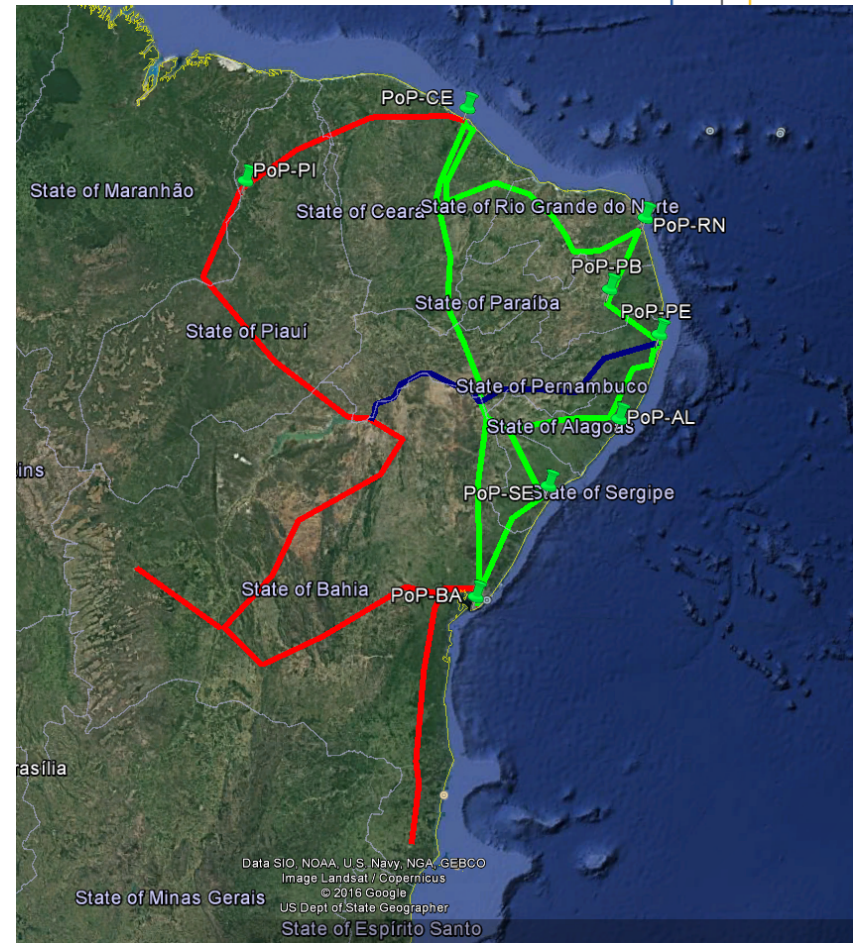 PoP-CE
PoP-PI
State of Maranhão
State of Ceará
State of Rio Grande do Norte
PoP-RN
PoP-PB
State of Paraíba
PoP-PE
State of Piauí
State of Pernambuco
PoP-AL
State of Alagoas
ins
PoP-SE
State of Sergipe
State of Bahia
PoP-BA
rasília
Data SIO, NOAA, U.S. Navy, NGA, GEBCO
Image Landsat / Copernicus
© 2016 Google
US Dept of State Geographer
State of Minas Gerais
State of Espírito Santo